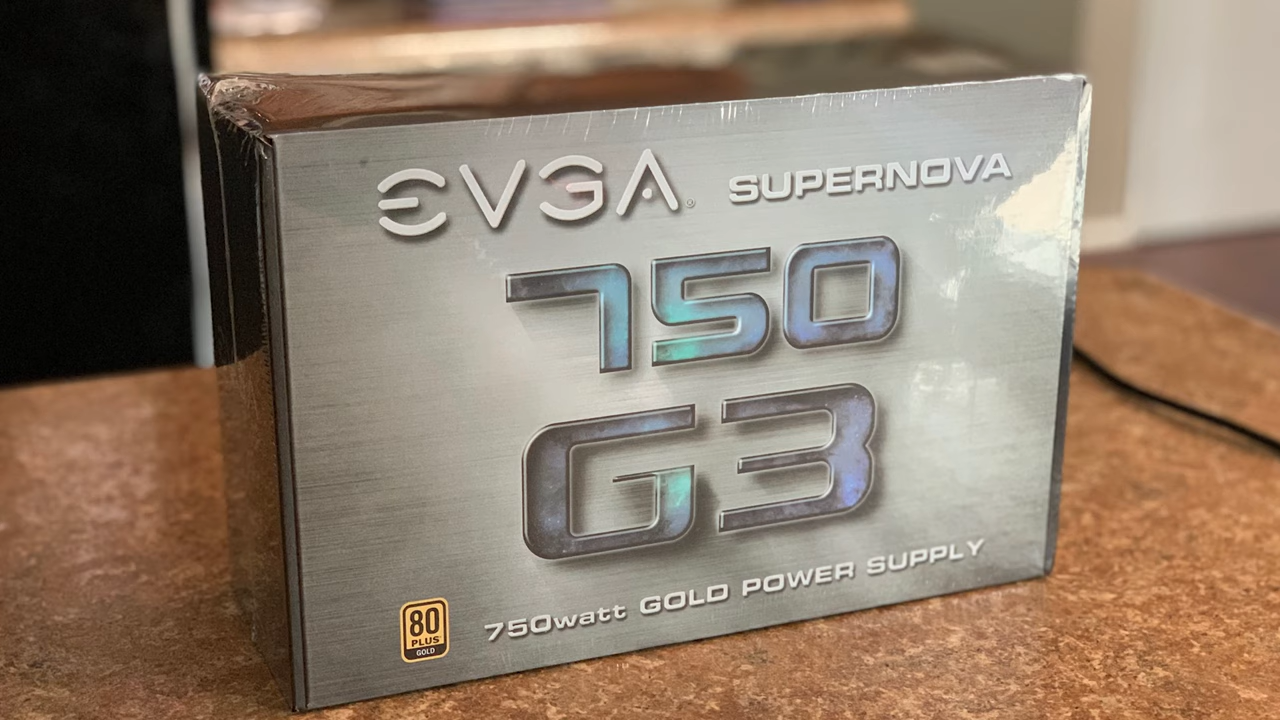 EVGA® SUPERNOVA
750
G3
750watt GOLD POWER SUPPLY
80
PLUS
GOLD